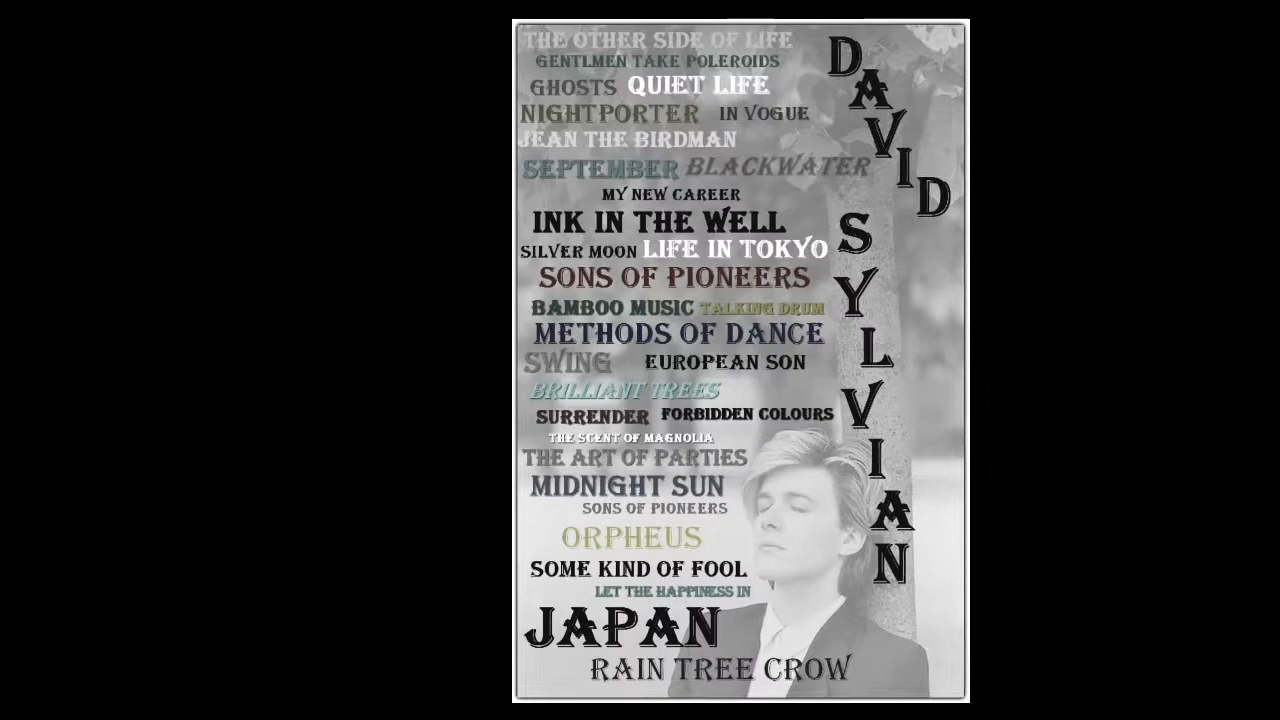 THE OTHER SIDE OF LIFE
GENTLMEN TAKE POLEROIDS
GHOSTS QUIET LIFE
NIGHTPORTER IN VOGUE
JEAN THE BIRDMAN
SEPTEMBER BLACKWATER
MY NEW CAREER
INK IN THE WELL
SILVER MOON LIFE IN TOKYO
SONS OF PIONEERS
BAMBOO MUSIC TALKING DRUM
METHODS OF DANCE
SWING EUROPEAN SON
BRILLIANT TREES
SURRENDER FORBIDDEN COLOURS
THE SCENT OF MAGNOLIA
THE ART OF PARTIES
MIDNIGHT SUN
SONS OF PIONEERS
ORPHEUS
SOME KIND OF FOOL
LET THE HAPPINESS IN
JAPAN
RAIN TREE CROW
DAVID
SYLVIAN